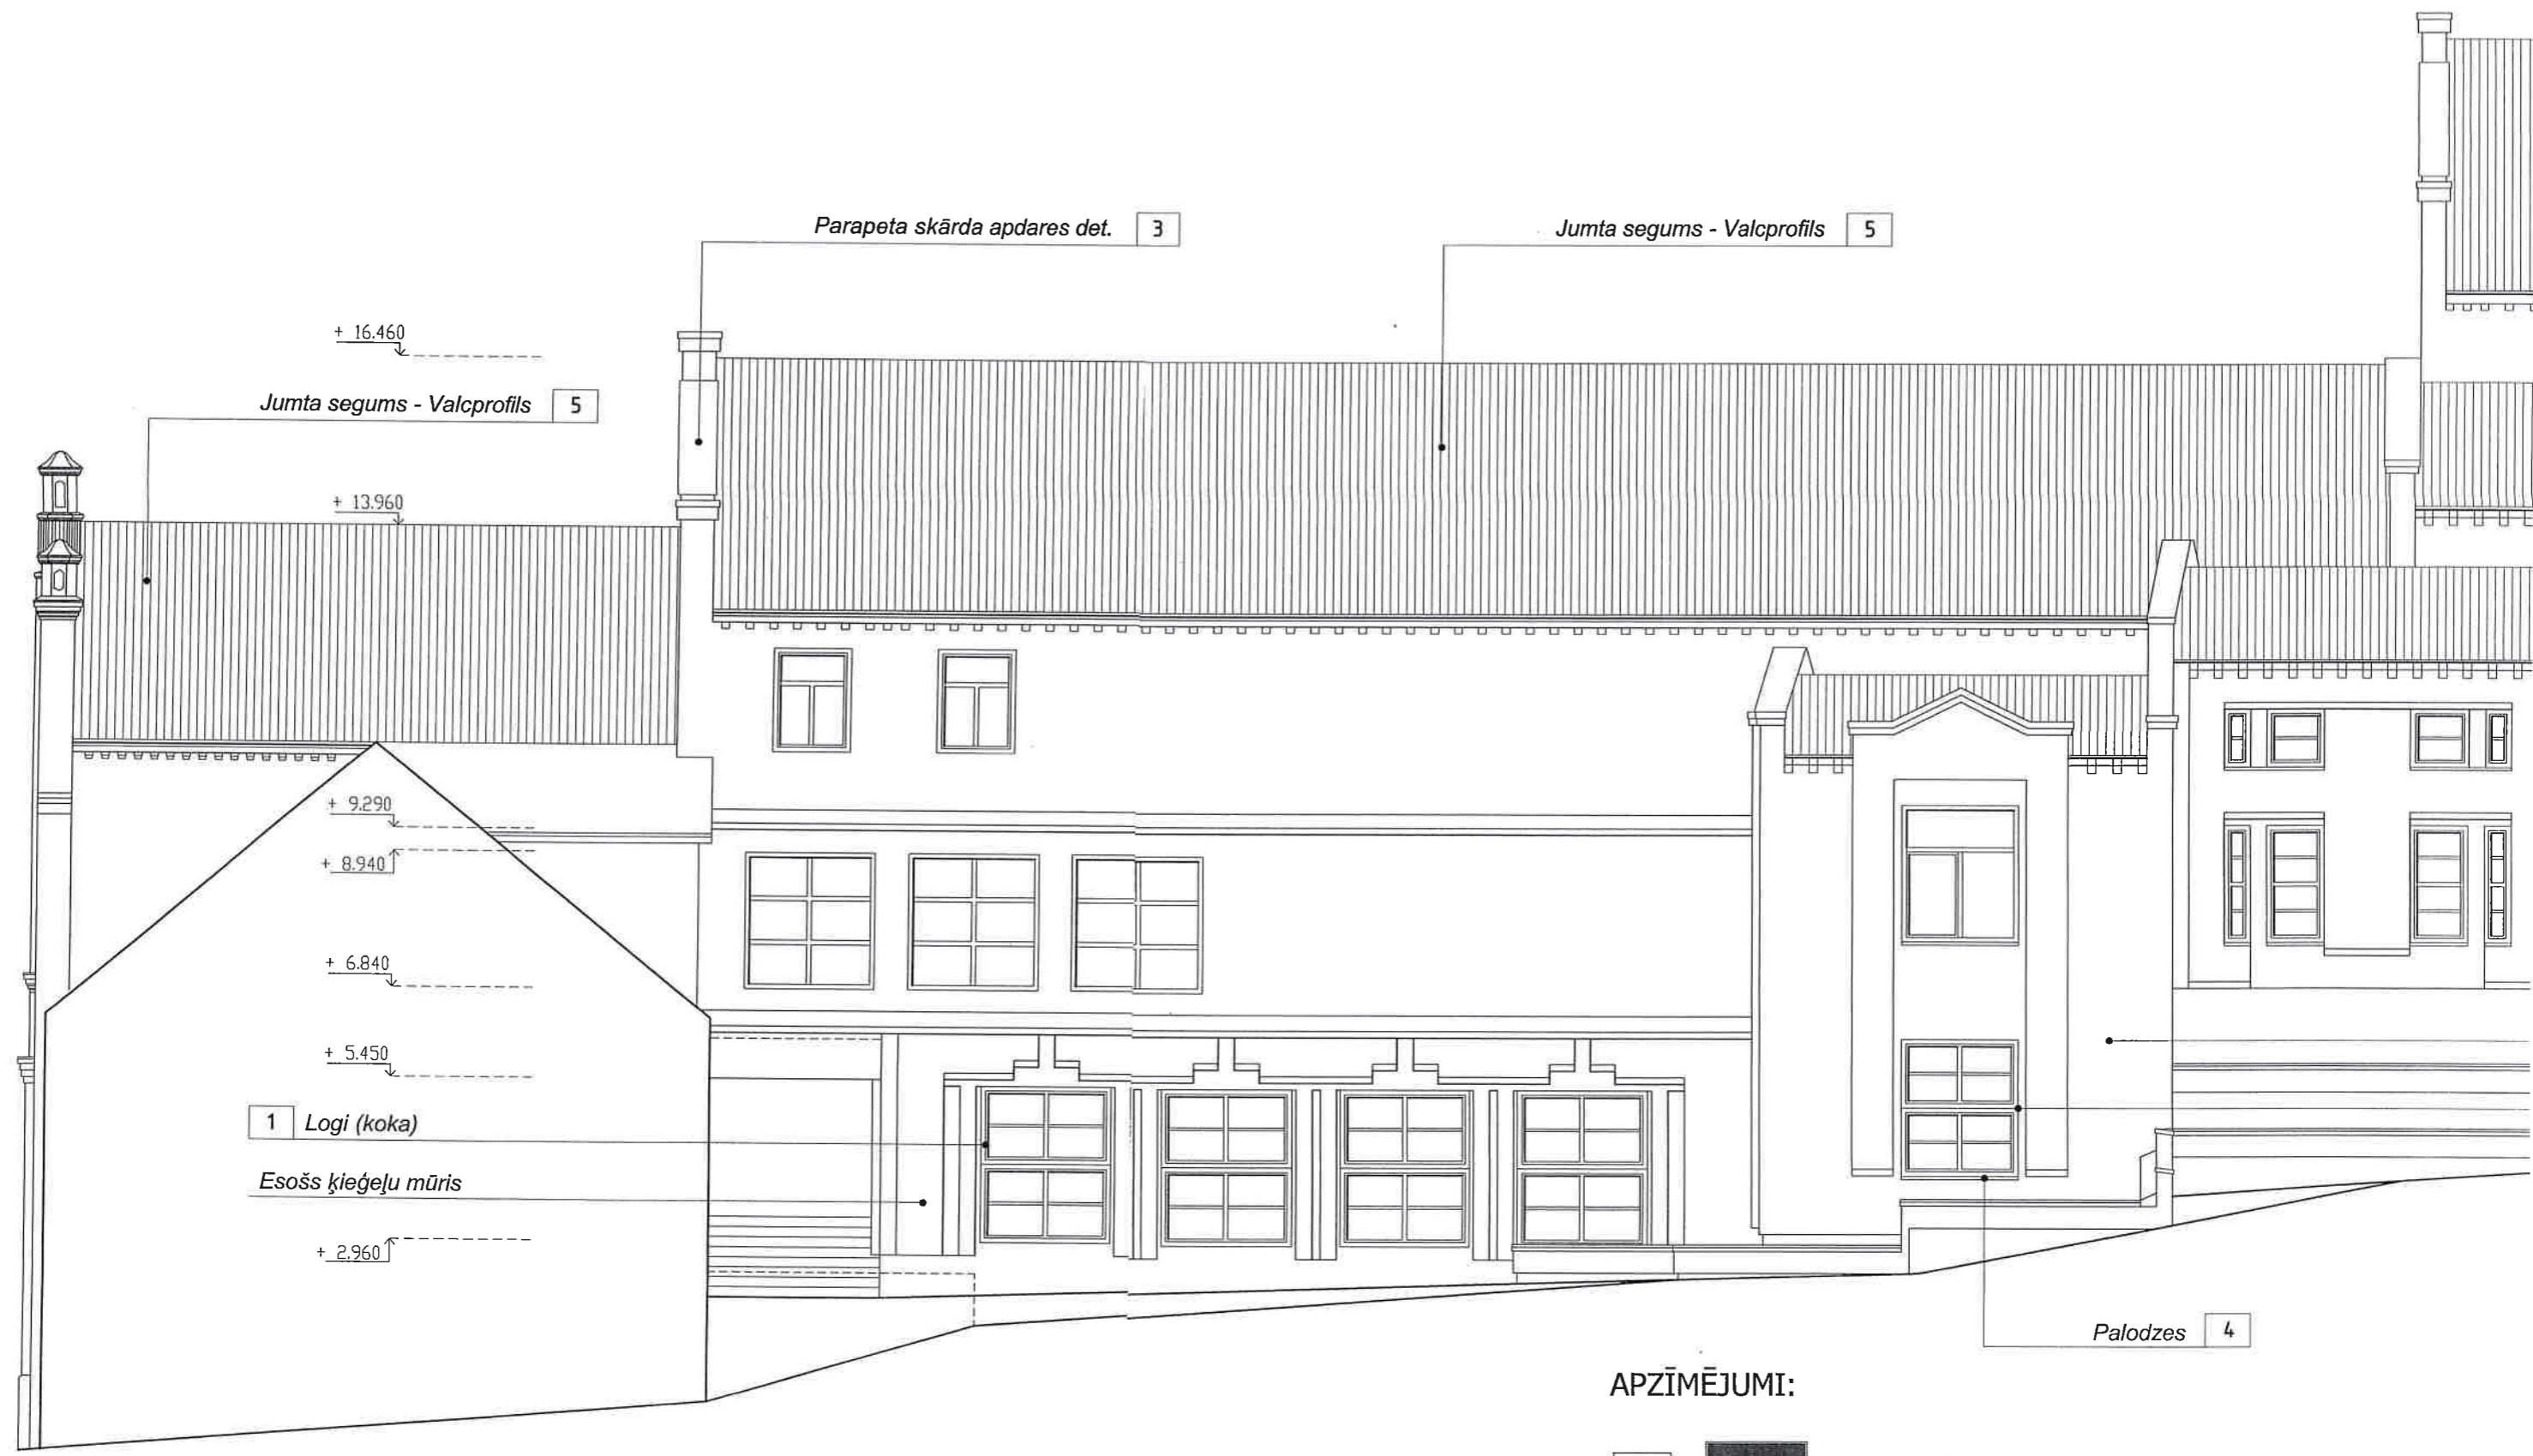 Parapeta skārda apdares det. 3
Jumta segums - Valcprofils 5
+ 16.460
Jumta segums - Valcprofils 5
+ 13.960
+ 9.290
+ 8.940
+ 6.840
+ 5.450
1 Logi (koka)
Esošs ķieģeļu mūris
+ 2.960
Palodzes 4
APZĪMĒJUMI: